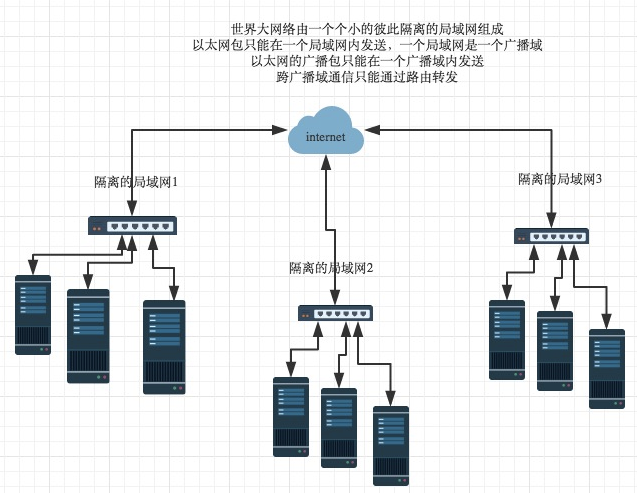 世界大网络由一个个小的彼此隔离的局域网组成
以太网包只能在一个局域网内发送，一个局域网是一个广播域
以太网的广播包只能在一个广播域内发送
跨广播域通信只能通过路由转发
internet
隔离的局域网1
隔离的局域网3
隔离的局域网2